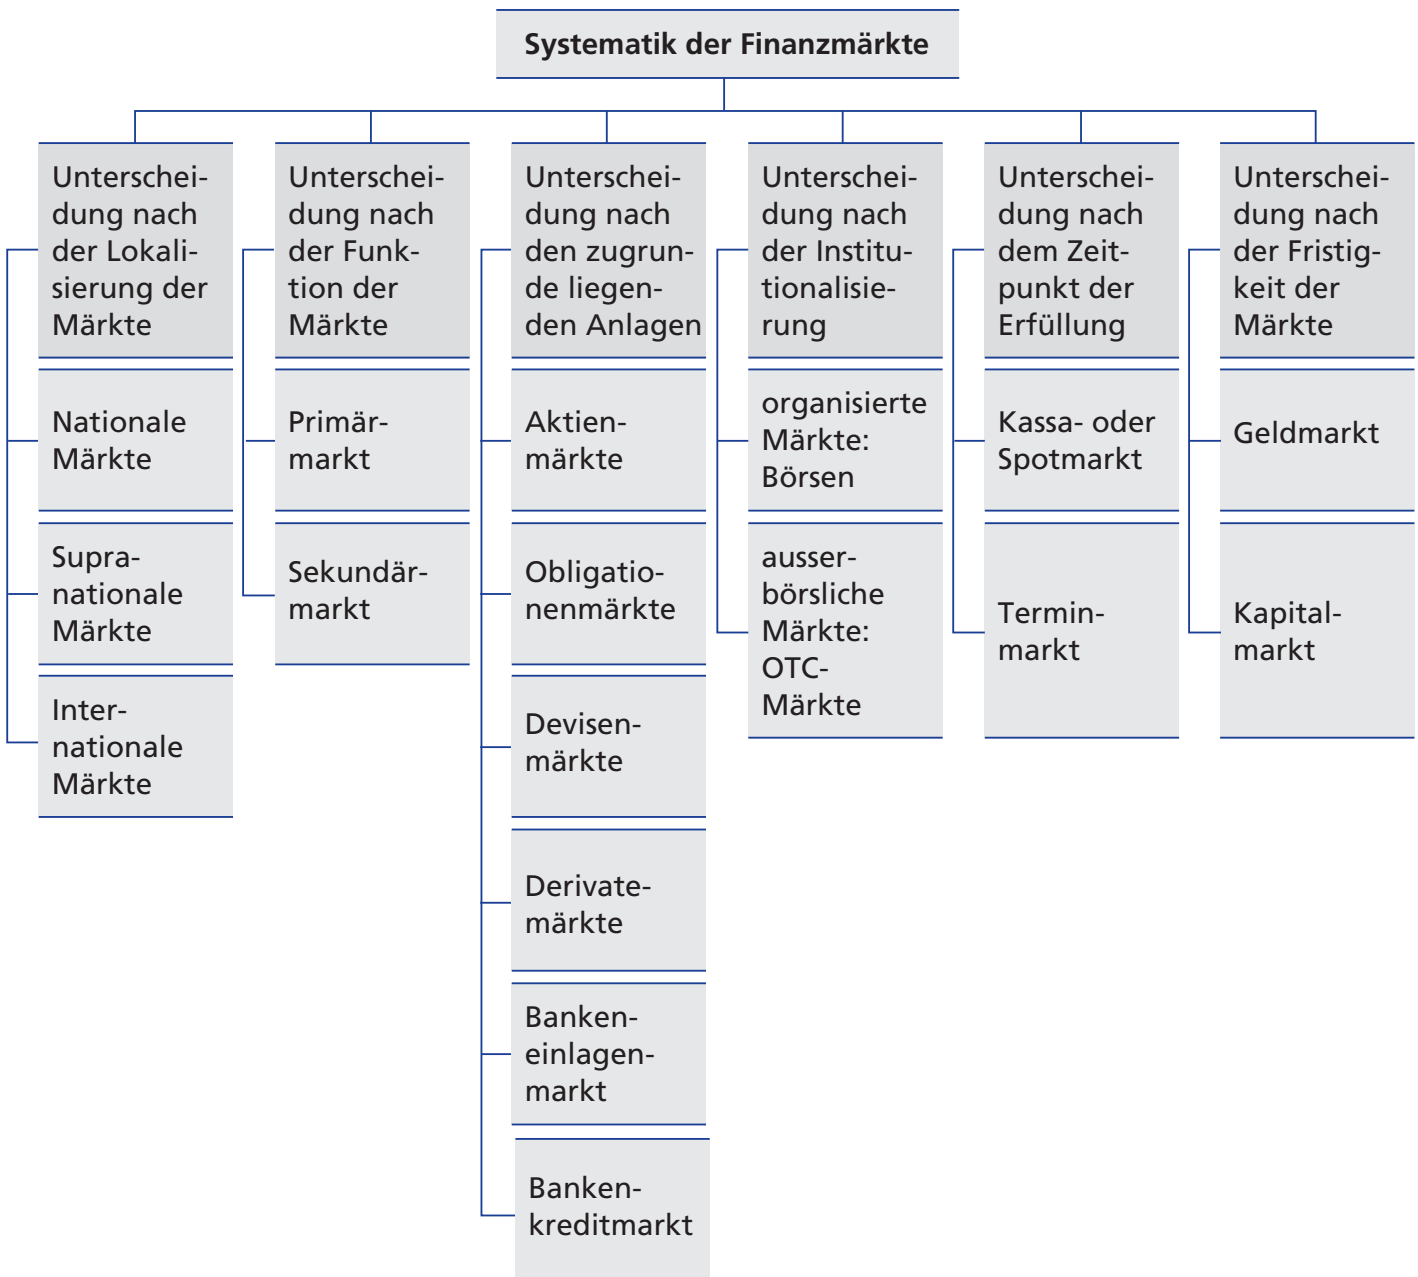 Systematik der Finanzmärkte
Unterschei-
dung nach
der Lokali-
sierung der
Märkte
Nationale
Märkte
Supra-
nationale
Märkte
Inter-
nationale
Märkte
Unterschei-
dung nach
der Funk-
tion der
Märkte
Primär-
markt
Sekundär-
markt
Unterschei-
dung nach
den zugrun-
de liegen-
den Anlagen
Aktien-
märkte
Obligatio-
nenmärkte
Devisen-
märkte
Derivate-
märkte
Banken-
einlagen-
markt
Banken-
kreditmarkt
Unterschei-
dung nach
der Institu-
tionalisie-
rung
organisierte
Märkte:
Börsen
ausser-
börsliche
Märkte:
OTC-
Märkte
Unterschei-
dung nach
dem Zeit-
punkt der
Erfüllung
Kassa- oder
Spotmarkt
Termin-
markt
Unterschei-
dung nach
der Fristig-
keit der
Märkte
Geldmarkt
Kapital-
markt